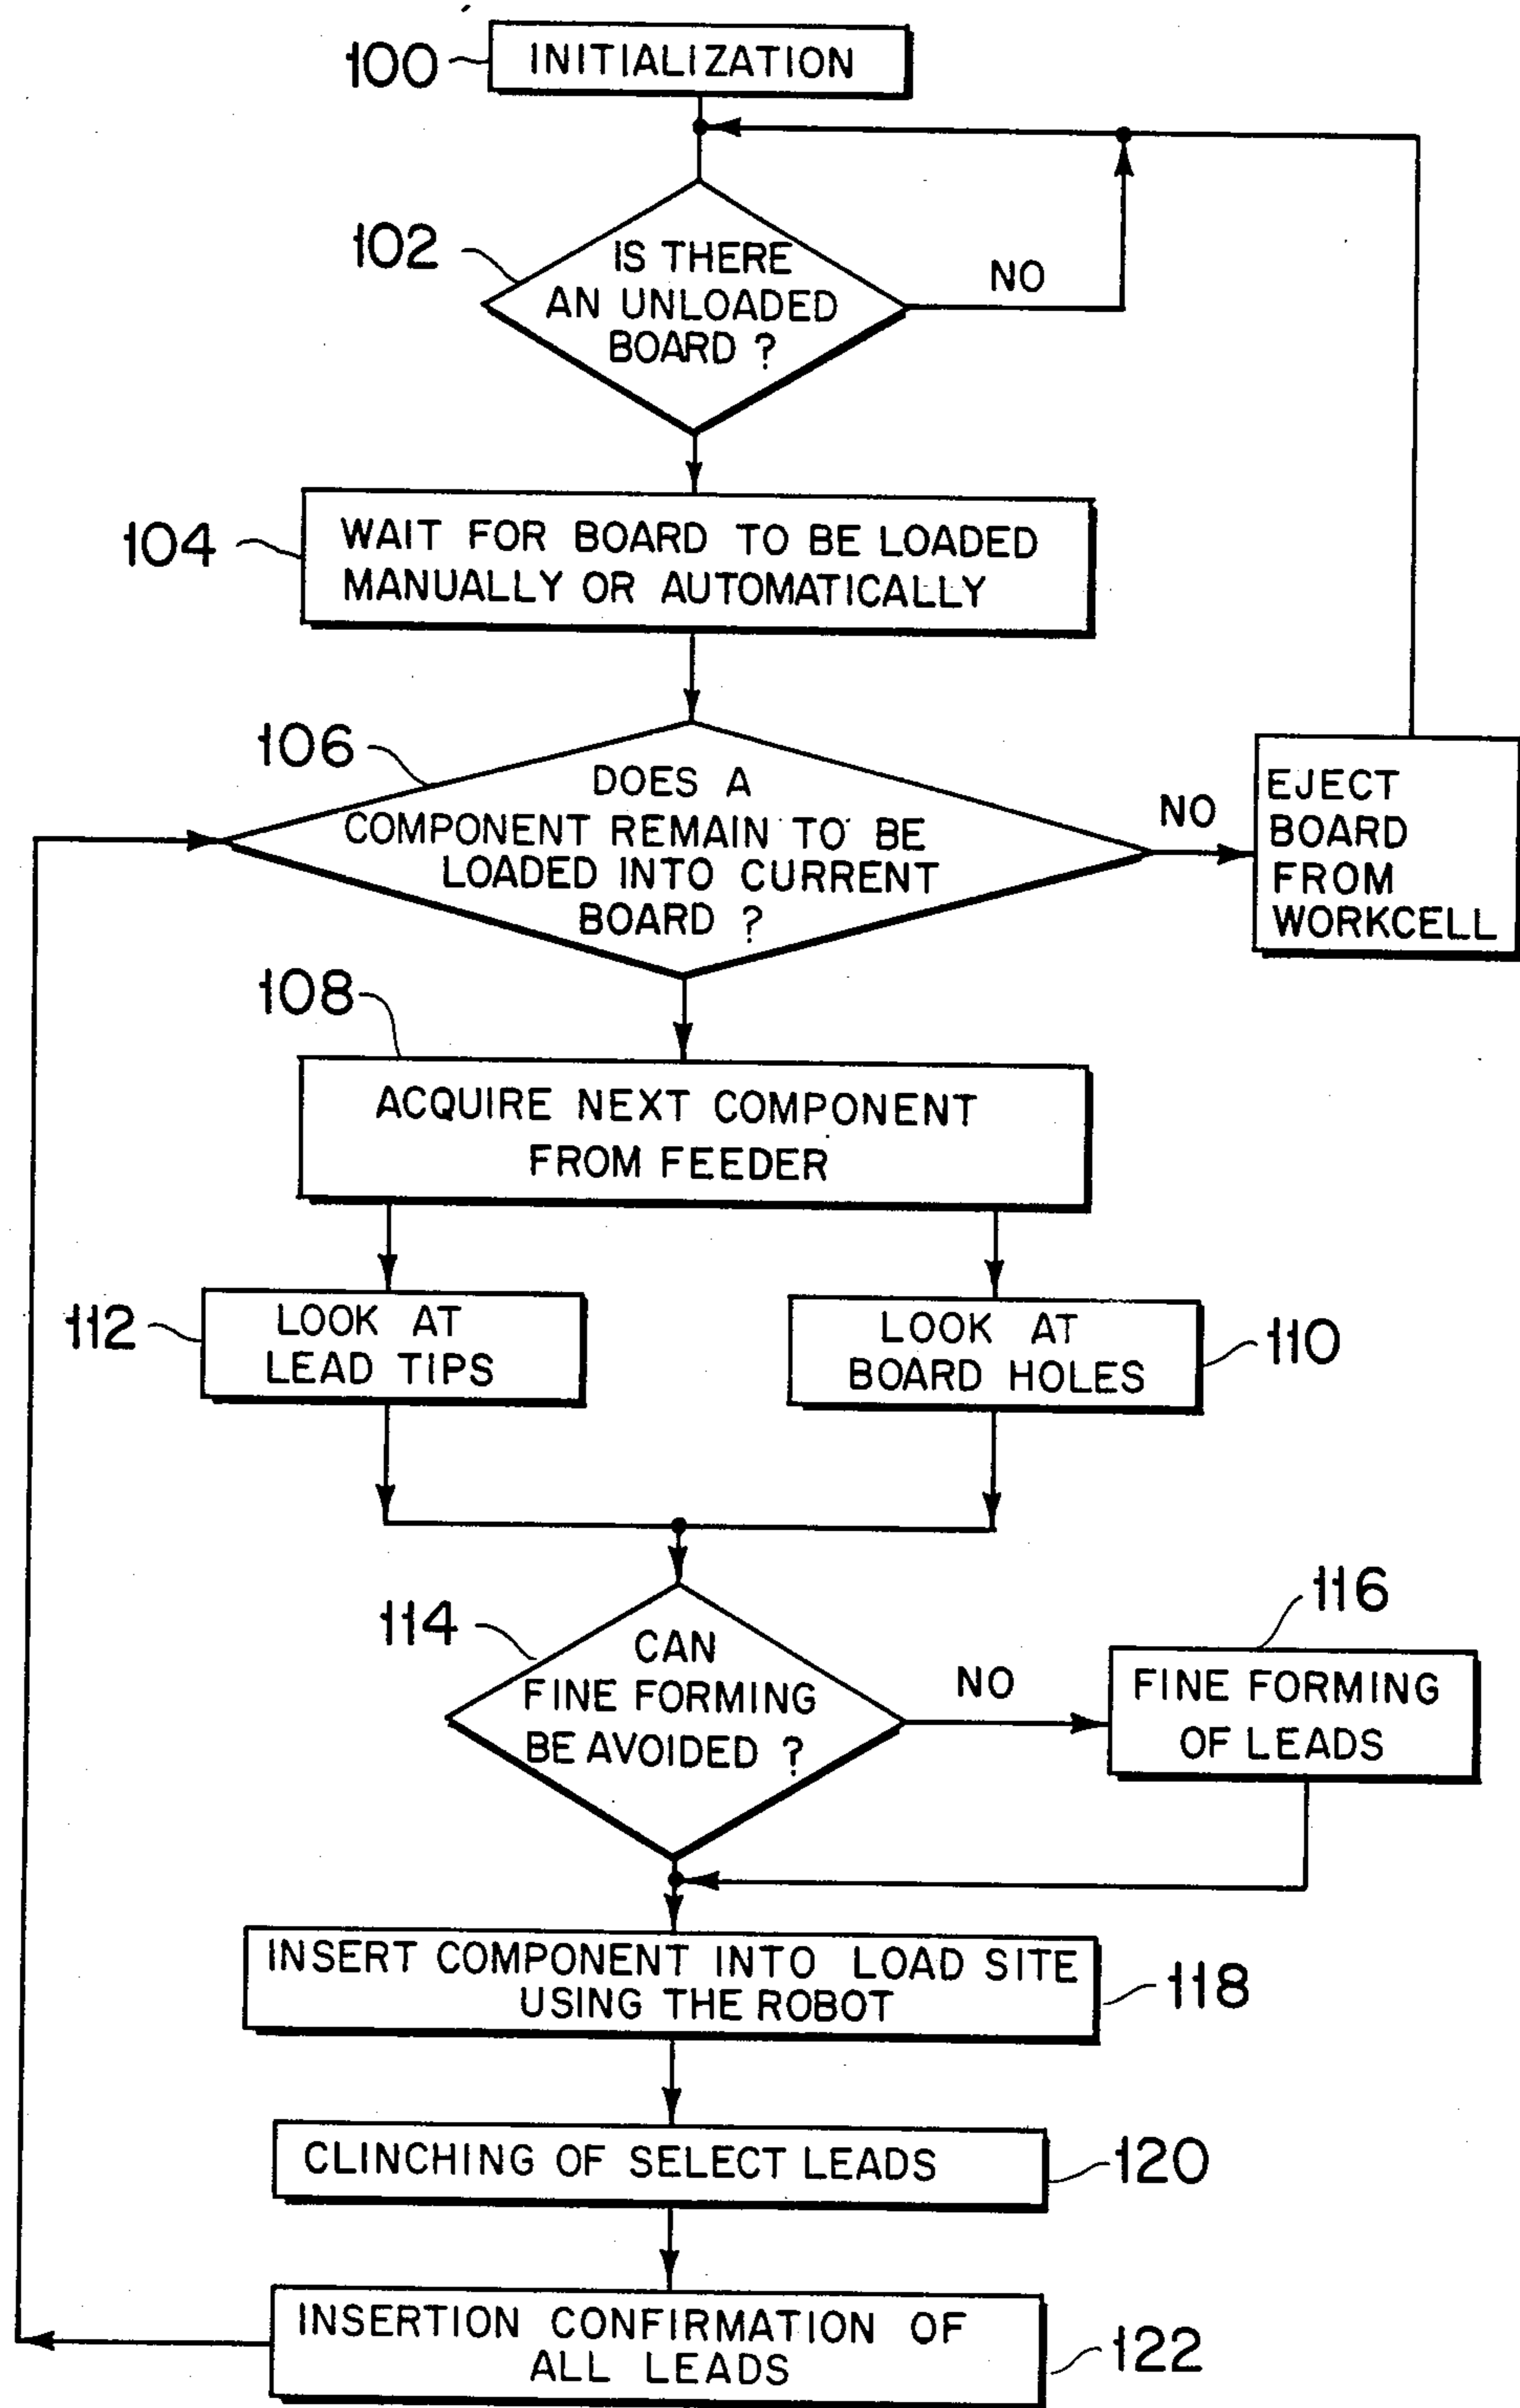 100
INITIALIZATION
102
IS THERE
AN UNLOADED
BOARD ?
NO
104
WAIT FOR BOARD TO BE LOADED
MANUALLY OR AUTOMATICALLY
106
DOES A
COMPONENT REMAIN TO BE
LOADED INTO CURRENT
BOARD ?
NO
EJECT
BOARD
FROM
WORKCELL
108
ACQUIRE NEXT COMPONENT
FROM FEEDER
112
LOOK AT
LEAD TIPS
LOOK AT
BOARD HOLES
110
114
CAN
FINE FORMING
BE AVOIDED ?
NO
116
FINE FORMING
OF LEADS
INSERT COMPONENT INTO LOAD SITE
USING THE ROBOT
118
CLINCHING OF SELECT LEADS
120
INSERTION CONFIRMATION OF
ALL LEADS
122